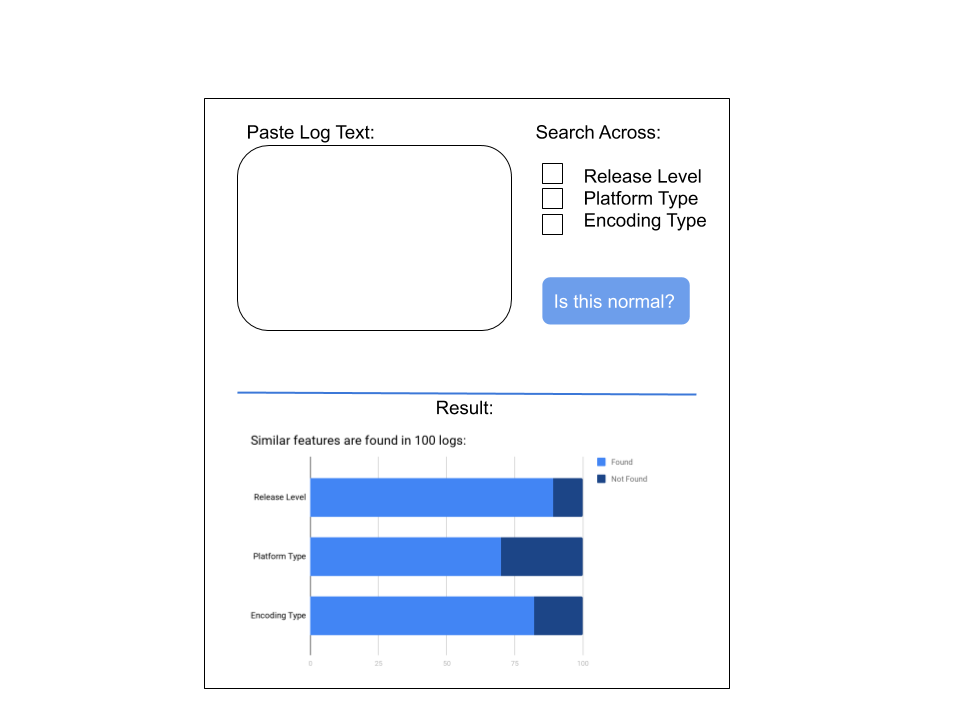 Paste Log Text:
Search Across:
Release Level
Platform Type
Encoding Type
Is this normal?
Result:
Similar features are found in 100 logs:
Found
Not Found
Release Level
Platform Type
Encoding Type
0 25 50 75 100